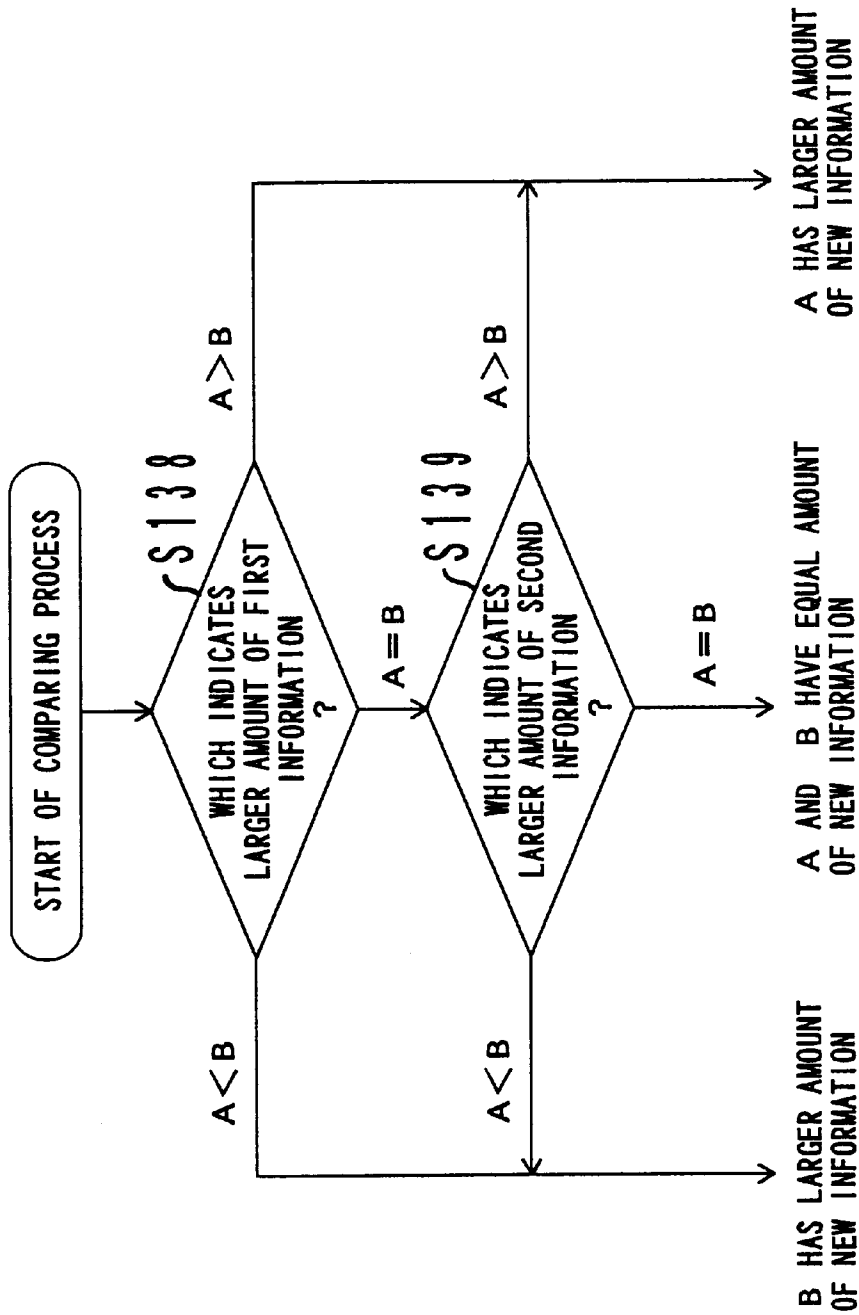 START OF COMPARING PROCESS
S138
WHICH INDICATES
LARGER AMOUNT OF FIRST
INFORMATION
?
A<B
A>B
A=B
S139
WHICH INDICATES
LARGER AMOUNT OF SECOND
INFORMATION
?
A<B
A>B
A=B
B HAS LARGER AMOUNT
OF NEW INFORMATION
A AND B HAVE EQUAL AMOUNT
OF NEW INFORMATION
A HAS LARGER AMOUNT
OF NEW INFORMATION